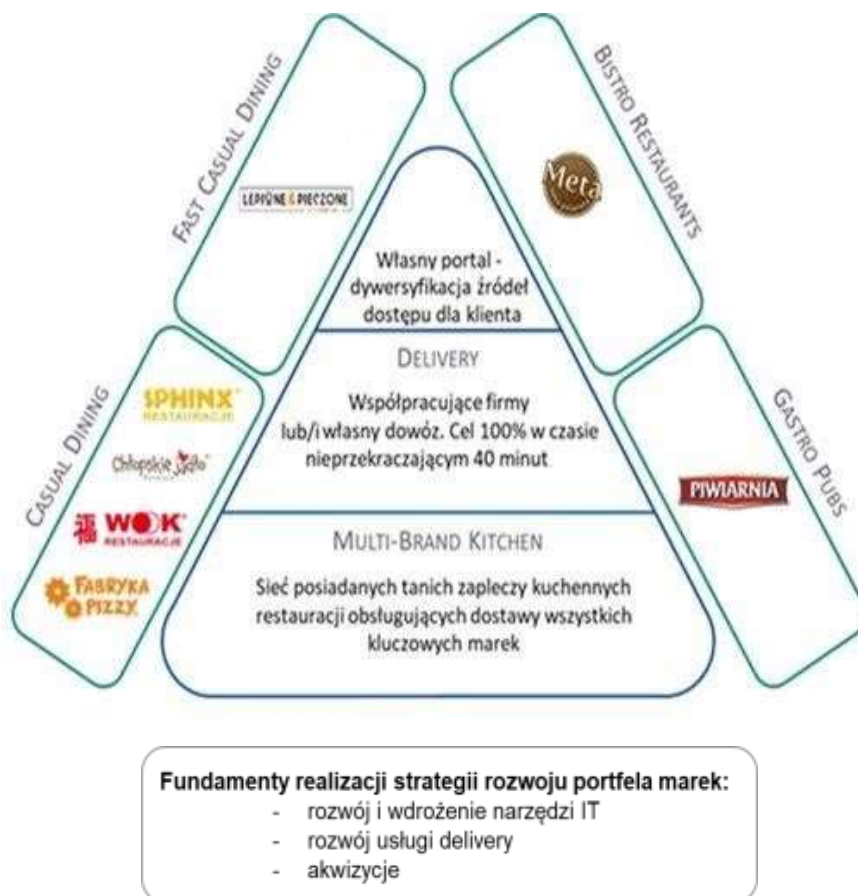 FAST CASUAL DINING
BISTRO RESTAURANTS
LEPIONE & PIECZONE
Meta
Własny portal -
dywersyfikacja źródeł
dostępu dla klienta
CASUAL DINING
SPHINX
RESTAURACJE
Chłopskie Jadło
WOK
RESTAURACJE
FABRYKA
PIZZY
DELIVERY
Współpracujące firmy
lub/i własny dowóz. Cel 100% w czasie
nieprzekraczającym 40 minut
GASTRO PUBS
PIWIARNIA
MULTI-BRAND KITCHEN
Sieć posiadanych tanich zapleczy kuchennych
restauracji obsługujących dostawy wszystkich
kluczowych marek
Fundamenty realizacji strategii rozwoju portfela marek:
- rozwój i wdrożenie narzędzi IT
- rozwój usługi delivery
- akwizycje